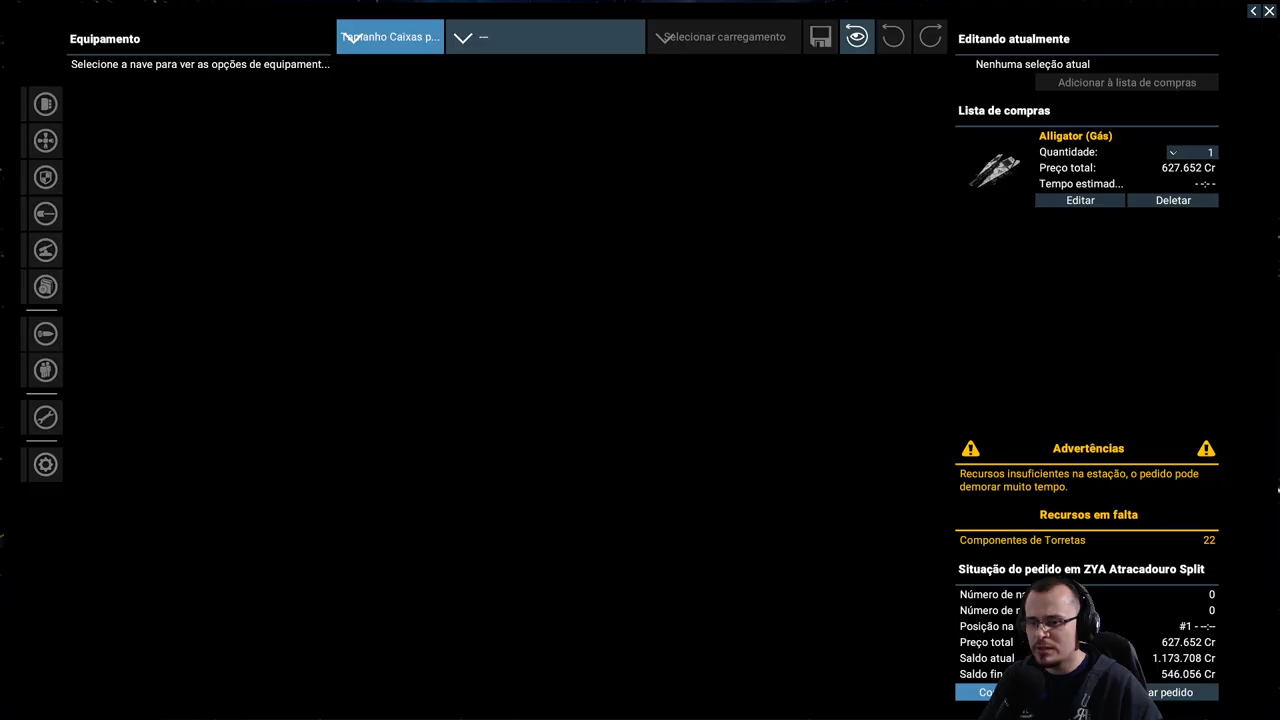 Equipamento
Selecione a nave para ver as opções de equipament...
Tamanho Caixas p...
--
Selecionar carregamento
Editando atualmente
Nenhuma seleção atual
Adicionar à lista de compras
Lista de compras
Alligator (Gás)
Quantidade: 1
Preço total: 627.652 Cr
Tempo estimad... --:--
Editar Deletar
Advertências
Recursos insuficientes na estação, o pedido pode
demorar muito tempo.
Recursos em falta
Componentes de Torretas 22
Situação do pedido em ZYA Atracadouro Split
Número de 0
Número de 0
Posição na #1 - --:--
Preço total 627.652 Cr
Saldo atual 1.173.708 Cr
Saldo 546.056 Cr
pedido